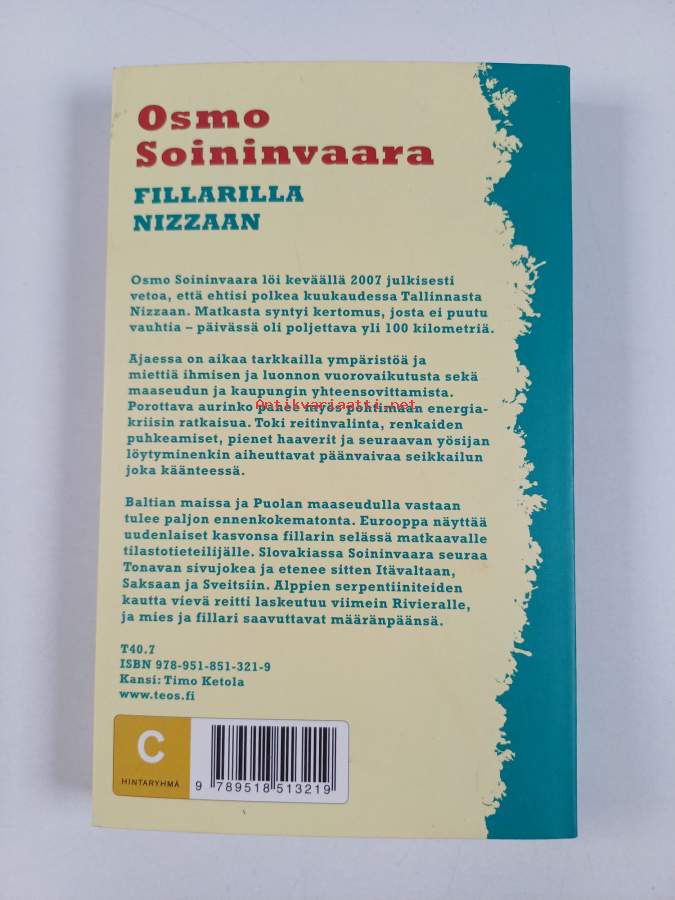 Osmo
Soininvaara
FILLARILLA
NIZZAAN
Osmo Soininvaara löi keväällä 2007 julkisesti
vetoa, että ehtisi polkea kuukaudessa Tallinnasta
Nizzaan. Matkasta syntyi kertomus, josta ei puutu
vauhtia – päivässä oli poljettava yli 100 kilometriä.
Ajaessa on aikaa tarkkailla ympäristöä ja
miettiä ihmisen ja luonnon vuorovaikutusta sekä
maaseudun ja kaupungin yhteensovittamista.
Antikvariaatti.net
Porottava aurinko panee myös pohtimaan energia-
kriisin ratkaisua. Toki reitinvalinta, renkaiden
puhkeamiset, pienet haaverit ja seuraavan yösijan
löytyminenkin aiheuttavat päänvaivaa seikkailun
joka käänteessä.
Baltian maissa ja Puolan maaseudulla vastaan
tulee paljon ennenkokematonta. Eurooppa näyttää
uudenlaiset kasvonsa fillarin selässä matkaavalle
tilastotieteilijälle. Slovakiassa Soininvaara seuraa
Tonavan sivujokea ja etenee sitten Itävaltaan,
Saksaan ja Sveitsiin. Alppien serpentiiniteiden
kautta vievä reitti laskeutuu viimein Rivieralle,
ja mies ja fillari saavuttavat määränpäänsä.
T40.7
ISBN 978-951-851-321-9
Kansi: Timo Ketola
www.teos.fi
C
HINTARYHMÄ
9 789518 513219